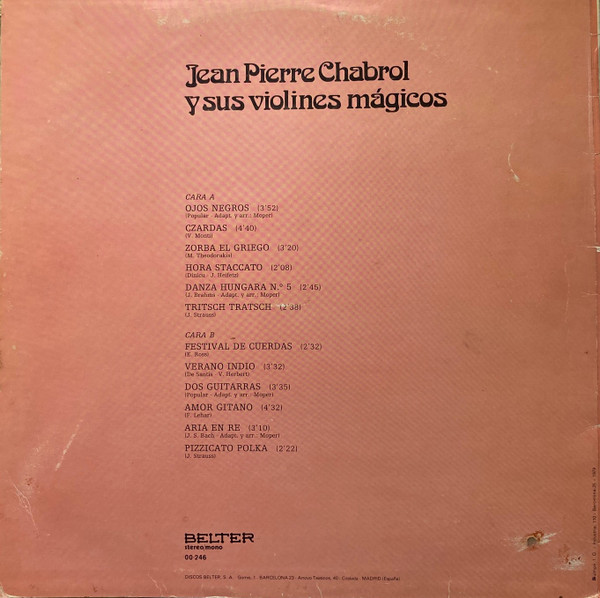 Jean Pierre Chabrol
y sus violines mágicos
CARA A
OJOS NEGROS (3'52)
(Popular - Adapt. y arr.: Moper)
CZARDAS (4'40)
(V. Monti)
ZORBA EL GRIEGO (3'20)
(M. Theodorakis)
HORA STACCATO (2'08)
(Dinicu - J. Heifetz)
DANZA HUNGARA N.º 5 (2'45)
(J. Brahms - Adapt. y arr.: Moper)
TRITSCH TRATSCH (2'38)
(J. Strauss)
CARA B
FESTIVAL DE CUERDAS (2'32)
(E. Ross)
VERANO INDIO (3'32)
(De Santis - V. Herbert)
DOS GUITARRAS (3'35)
(Popular - Adapt. y arr.: Moper)
AMOR GITANO (4'32)
(F. Lehar)
ARIA EN RE (3'10)
(J. S. Bach - Adapt. y arr.: Moper)
PIZZICATO POLKA (2'22)
(J. Strauss)
BELTER
stereo/mono
00-246
DISCOS BELTER, S. A. BARCELONA MADRID (España)